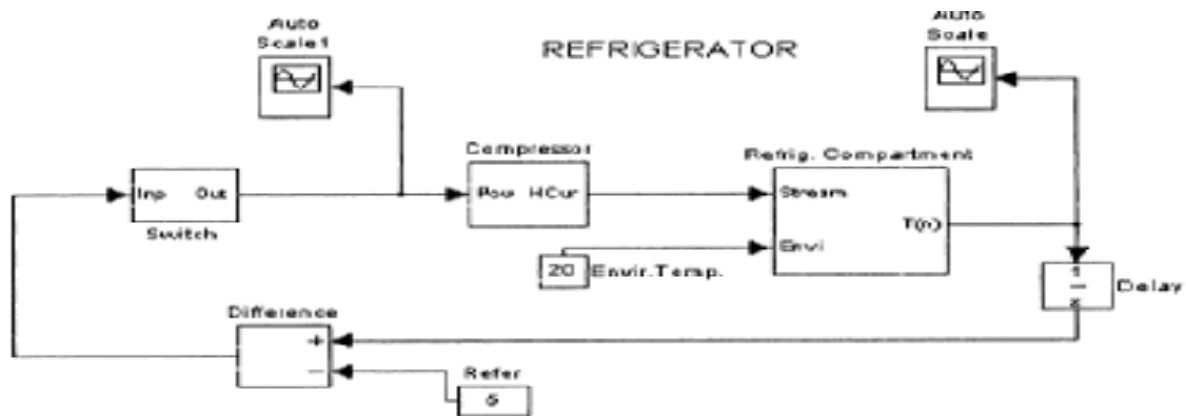 Auto
Scale1
REFRIGERATOR
Auto
Scale
Compressor
Refrig. Compartment
Inp Out
Pow HCur
Stream
T(n)
Envi
Switch
20 Envir.Temp.
1
z
Delay
Difference
+
−
Refer
5